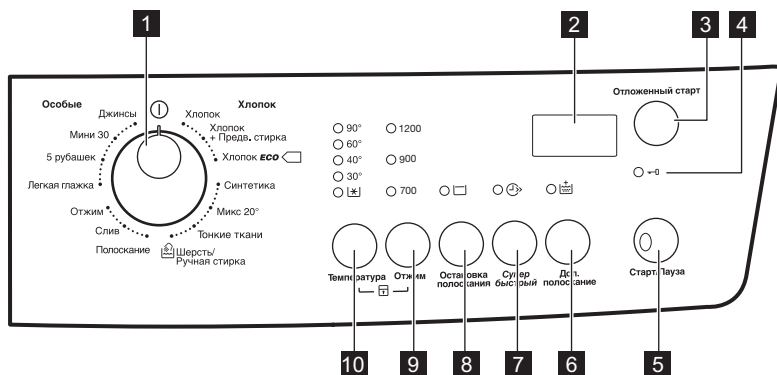 1
2
3
4
Особые
Хлопок
Джинсы
Мини 30
5 рубашек
Легкая глажка
Отжим
Слив
Полоскание
Хлопок
Хлопок
+ Предв. стирка
Хлопок ECO
Синтетика
Микс 20°
Тонкие ткани
Шерсть/
Ручная стирка
90°
60°
40°
30°
1200
900
700
Отложенный старт
Температура
Отжим
Остановка
полоскания
Супер
быстрый
Доп.
полоскание
Старт/Пауза
10
9
8
7
6
5